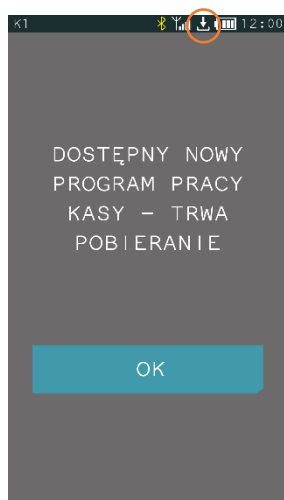 K1 12:00
DOSTĘPNY NOWY
PROGRAM PRACY
KASY – TRWA
POBIERANIE
OK